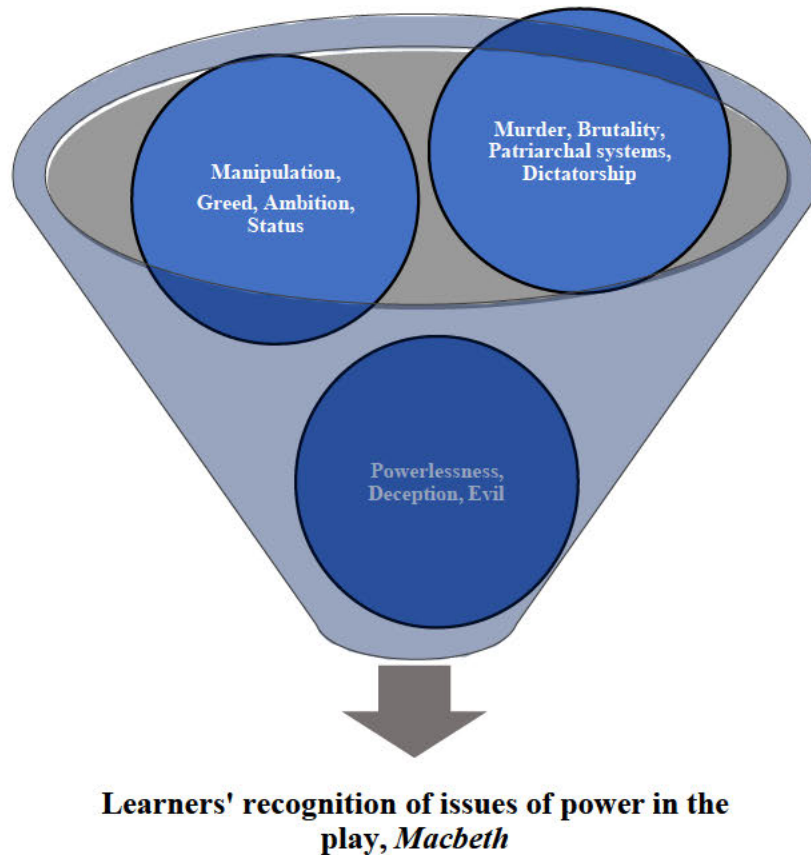 Manipulation,
Greed, Ambition,
Status
Murder, Brutality,
Patriarchal systems,
Dictatorship
Powerlessness,
Deception, Evil
Learners' recognition of issues of power in the
play, Macbeth